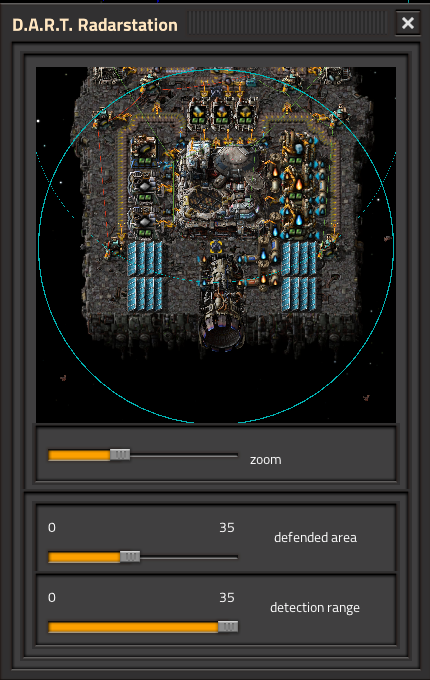 D.A.R.T. Radarstation
zoom
0 35
defended area
0 35
detection range